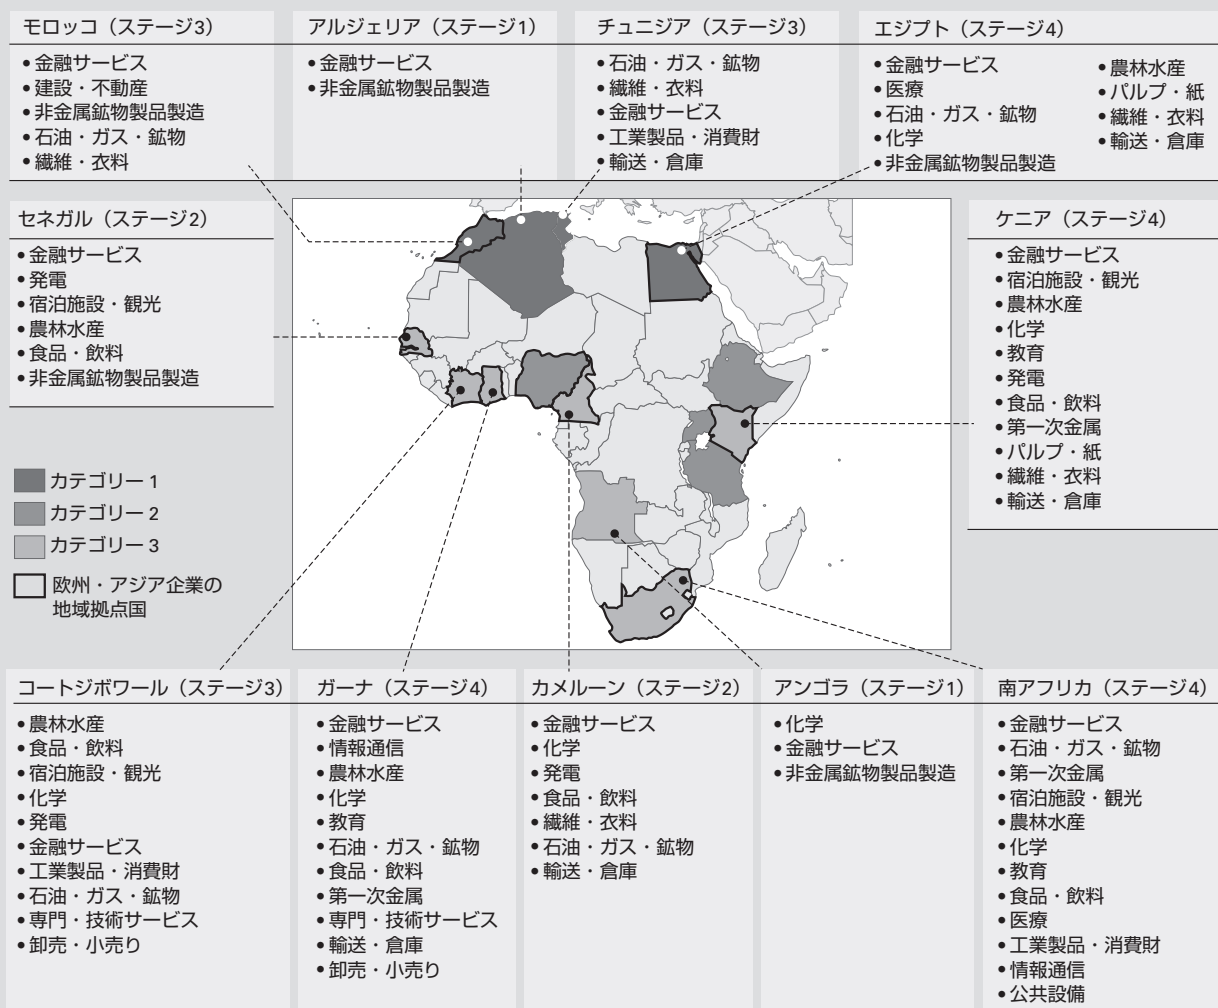 モロッコ（ステージ3）
• 金融サービス
• 建設・不動産
• 非金属鉱物製品製造
• 石油・ガス・鉱物
• 繊維・衣料
アルジェリア（ステージ1）
• 金融サービス
• 非金属鉱物製品製造
チュニジア（ステージ3）
• 石油・ガス・鉱物
• 繊維・衣料
• 金融サービス
• 工業製品・消費財
• 輸送・倉庫
エジプト（ステージ4）
• 金融サービス
• 医療
• 石油・ガス・鉱物
• 化学
• 非金属鉱物製品製造
• 農林水産
• パルプ・紙
• 繊維・衣料
• 輸送・倉庫
セネガル（ステージ2）
• 金融サービス
• 発電
• 宿泊施設・観光
• 農林水産
• 食品・飲料
• 非金属鉱物製品製造
ケニア（ステージ4）
• 金融サービス
• 宿泊施設・観光
• 農林水産
• 化学
• 教育
• 発電
• 食品・飲料
• 第一次金属
• パルプ・紙
• 繊維・衣料
• 輸送・倉庫
カテゴリー 1
カテゴリー 2
カテゴリー 3
欧州・アジア企業の
地域拠点国
コートジボワール（ステージ3）
• 農林水産
• 食品・飲料
• 宿泊施設・観光
• 化学
• 発電
• 金融サービス
• 工業製品・消費財
• 石油・ガス・鉱物
• 専門・技術サービス
• 卸売・小売り
ガーナ（ステージ4）
• 金融サービス
• 情報通信
• 農林水産
• 化学
• 教育
• 石油・ガス・鉱物
• 食品・飲料
• 第一次金属
• 専門・技術サービス
• 輸送・倉庫
• 卸売・小売り
カメルーン（ステージ2）
• 金融サービス
• 化学
• 発電
• 食品・飲料
• 繊維・衣料
• 石油・ガス・鉱物
• 輸送・倉庫
アンゴラ（ステージ1）
• 化学
• 金融サービス
• 非金属鉱物製品製造
南アフリカ（ステージ4）
• 金融サービス
• 石油・ガス・鉱物
• 第一次金属
• 宿泊施設・観光
• 農林水産
• 化学
• 教育
• 食品・飲料
• 医療
• 工業製品・消費財
• 情報通信
• 公共設備